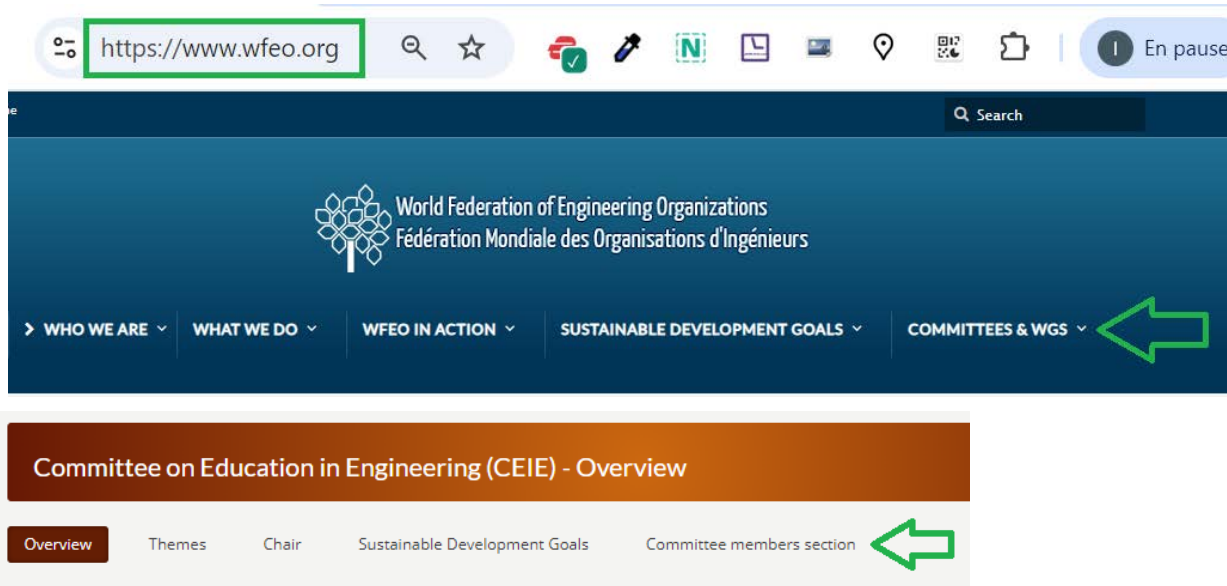 https://www.wfeo.org
N
I En pause
Search
World Federation of Engineering Organizations
Fédération Mondiale des Organisations d'Ingénieurs
WHO WE ARE WHAT WE DO WFEO IN ACTION SUSTAINABLE DEVELOPMENT GOALS COMMITTEES & WGS
Committee on Education in Engineering (CEIE) - Overview
Overview Themes Chair Sustainable Development Goals Committee members section